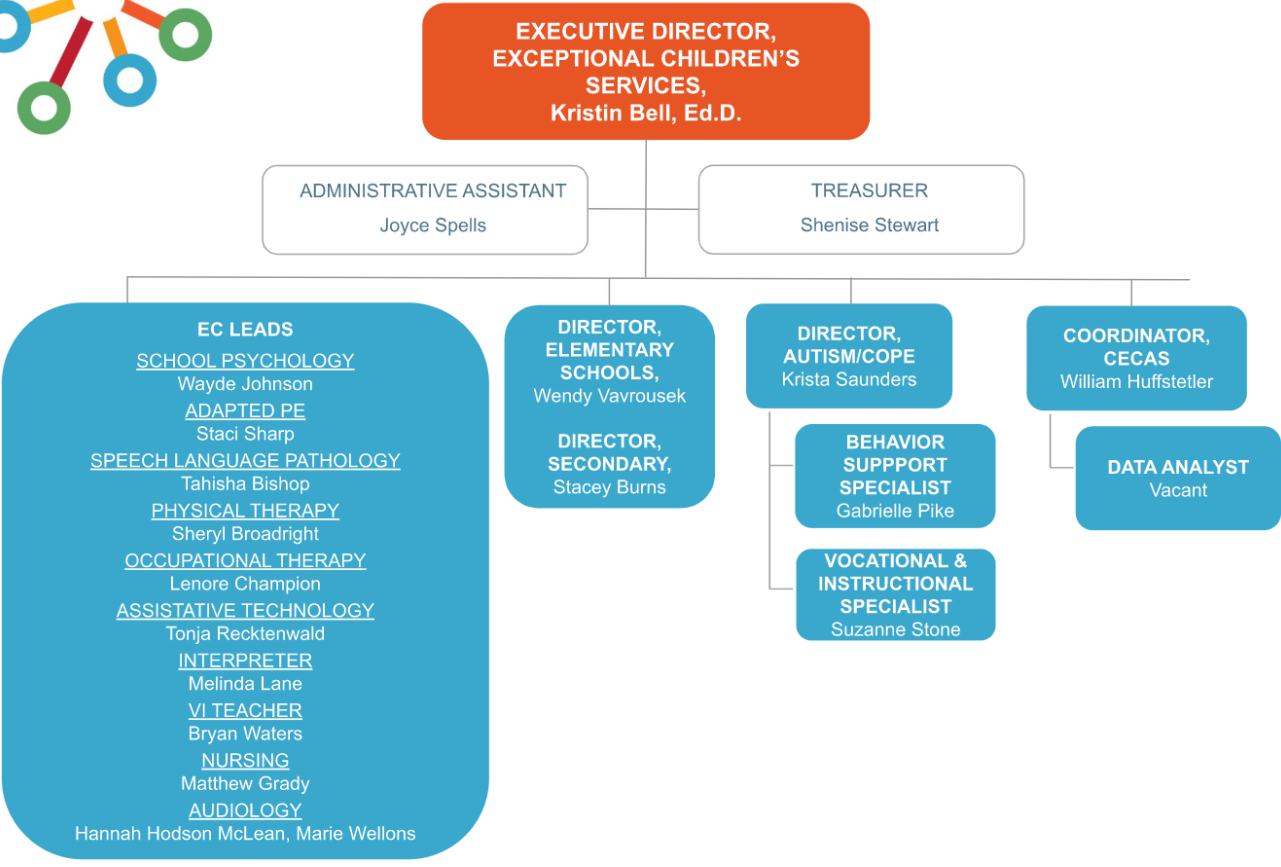 EXECUTIVE DIRECTOR,
EXCEPTIONAL CHILDREN'S
SERVICES,
Kristin Bell, Ed.D.
ADMINISTRATIVE ASSISTANT
Joyce Spells
TREASURER
Shenise Stewart
EC LEADS
SCHOOL PSYCHOLOGY
Wayde Johnson
ADAPTED PE
Staci Sharp
SPEECH LANGUAGE PATHOLOGY
Tahisha Bishop
PHYSICAL THERAPY
Sheryl Broadright
OCCUPATIONAL THERAPY
Lenore Champion
ASSISTATIVE TECHNOLOGY
Tonja Recktenwald
INTERPRETER
Melinda Lane
VI TEACHER
Bryan Waters
NURSING
Matthew Grady
AUDIOLOGY
Hannah Hodson McLean, Marie Wellons
DIRECTOR,
ELEMENTARY
SCHOOLS,
Wendy Vavrousek
DIRECTOR,
SECONDARY,
Stacey Burns
DIRECTOR,
AUTISM/COPE
Krista Saunders
BEHAVIOR
SUPPPORT
SPECIALIST
Gabrielle Pike
VOCATIONAL &
INSTRUCTIONAL
SPECIALIST
Suzanne Stone
COORDINATOR,
CECAS
William Huffstetler
DATA ANALYST
Vacant